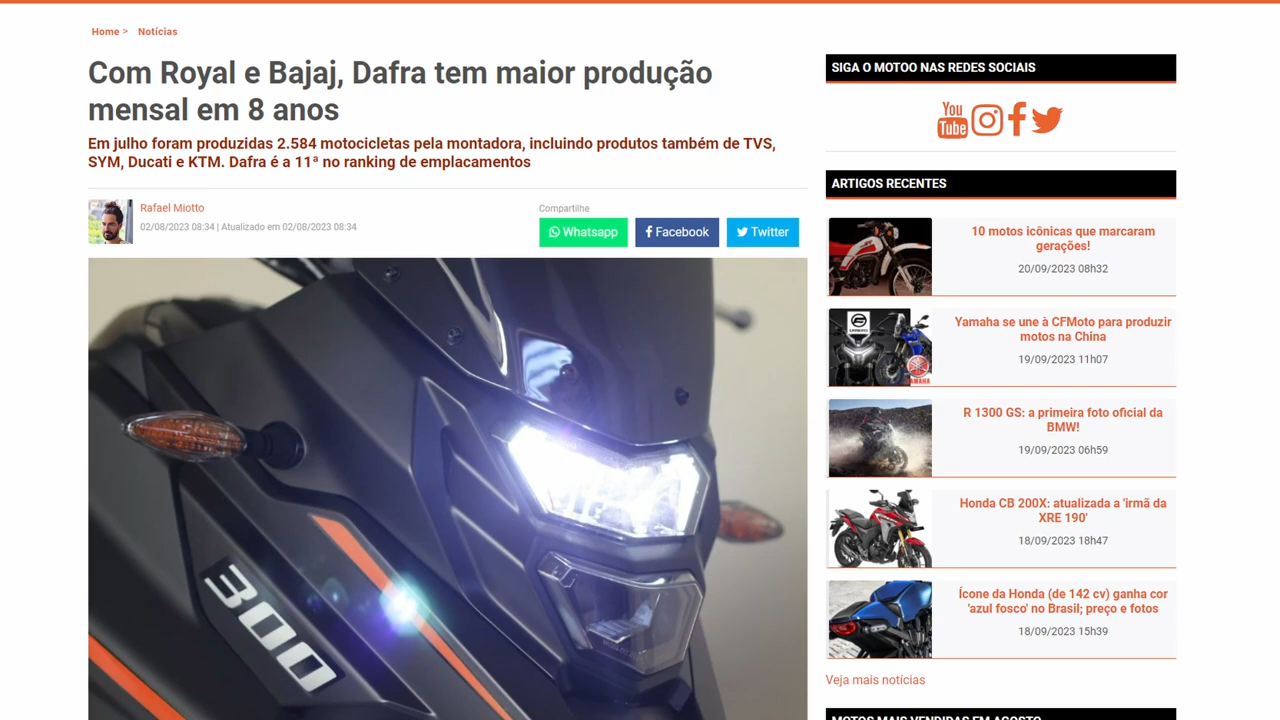 Home > Notícias
Com Royal e Bajaj, Dafra tem maior produção
mensal em 8 anos
Em julho foram produzidas 2.584 motocicletas pela montadora, incluindo produtos também de TVS,
SYM, Ducati e KTM. Dafra é a 11ª no ranking de emplacamentos
Rafael Miotto
02/08/2023 08:34 | Atualizado em 02/08/2023 08:34
Compartilhe
Whatsapp
Facebook
Twitter
300
SIGA O MOTOO NAS REDES SOCIAIS
You
Tube
ARTIGOS RECENTES
10 motos icônicas que marcaram
gerações!
20/09/2023 08h32
Yamaha se une à CFMoto para produzir
motos na China
19/09/2023 11h07
YAMAHA
R 1300 GS: a primeira foto oficial da
BMW!
19/09/2023 06h59
Honda CB 200X: atualizada a 'irmã da
XRE 190'
18/09/2023 18h47
Ícone da Honda (de 142 cv) ganha cor
'azul fosco' no Brasil; preço e fotos
18/09/2023 15h39
Veja mais notícias
MOTOS MAIS VENDIDAS EM AGOSTO